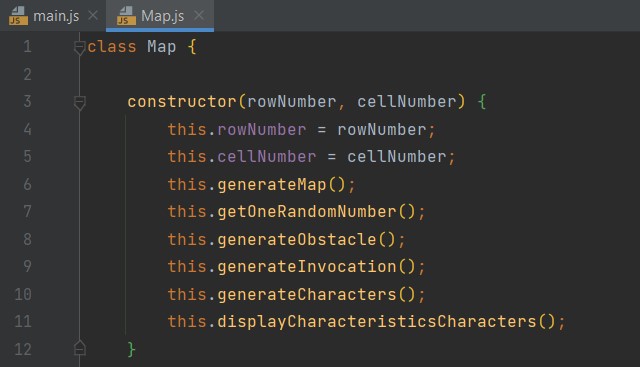 main.js
Map.js
1 class Map {
2
3 constructor(rowNumber, cellNumber) {
4 this.rowNumber = rowNumber;
5 this.cellNumber = cellNumber;
6 this.generateMap();
7 this.getOneRandomNumber();
8 this.generateObstacle();
9 this.generateInvocation();
10 this.generateCharacters();
11 this.displayCharacteristicsCharacters();
12 }